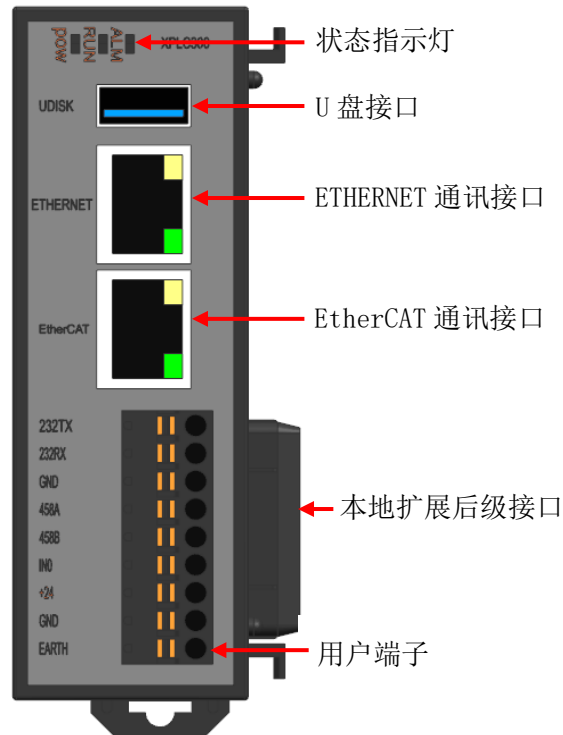 POW
RUN
ALM
XPLC300
状态指示灯
UDISK
U 盘接口
ETHERNET
ETHERNET 通讯接口
EtherCAT
EtherCAT 通讯接口
232TX
232RX
GND
458A
458B
本地扩展后级接口
IN0
+24
GND
EARTH
用户端子